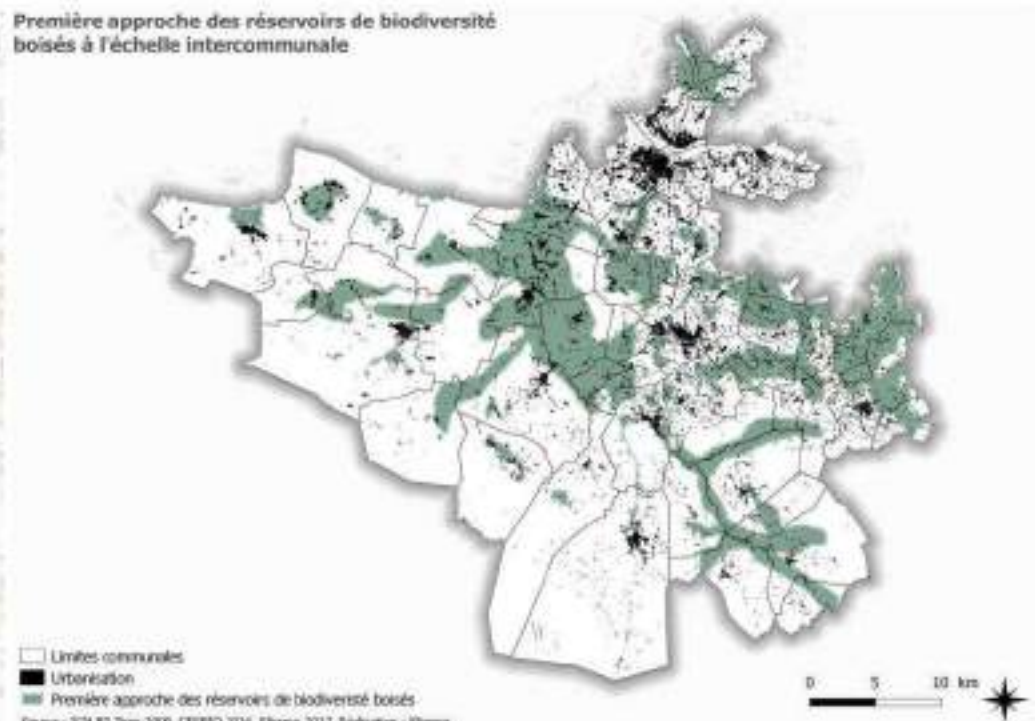 Première approche des réservoirs de biodiversité
boisés à l'échelle intercommunale
Limites communales
Urbanisation
Première approche des réservoirs de biodiversité boisés
0 5 10 km